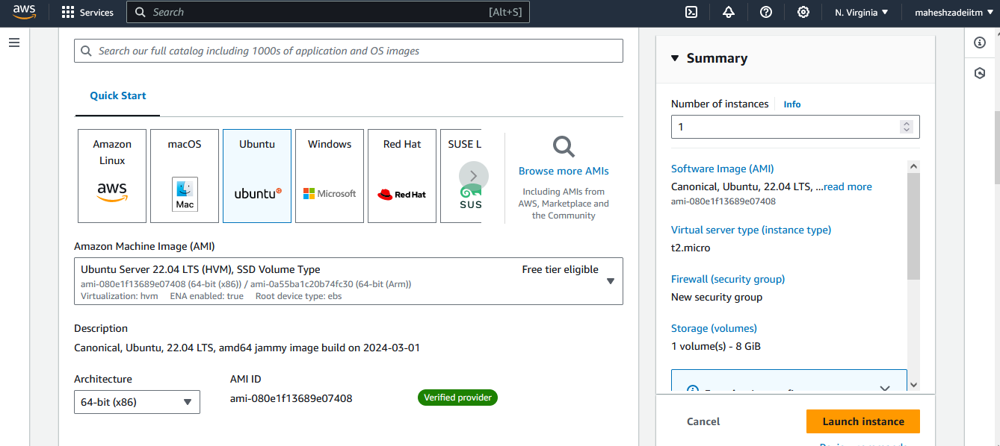 aws
Services
Search
[Alt+S]
N. Virginia
maheshzadeiitm
Search our full catalog including 1000s of application and OS images
Quick Start
Amazon
Linux
aws
macOS
Mac
Ubuntu
ubuntu
Windows
Microsoft
Red Hat
Red Hat
SUSE L
SUS
Browse more AMIs
Including AMIs from
AWS, Marketplace and
the Community
Amazon Machine Image (AMI)
Ubuntu Server 22.04 LTS (HVM), SSD Volume Type
Free tier eligible
ami-080e1f13689e07408 (64-bit (x86)) / ami-0a55ba1c20b74fc30 (64-bit (Arm))
Virtualization: hvm ENA enabled: true Root device type: ebs
Description
Canonical, Ubuntu, 22.04 LTS, amd64 jammy image build on 2024-03-01
Architecture
64-bit (x86)
AMI ID
ami-080e1f13689e07408
Verified provider
Summary
Number of instances
Info
1
Software Image (AMI)
Canonical, Ubuntu, 22.04 LTS, ...read more
ami-080e1f13689e07408
Virtual server type (instance type)
t2.micro
Firewall (security group)
New security group
Storage (volumes)
1 volume(s) - 8 GiB
Cancel
Launch instance